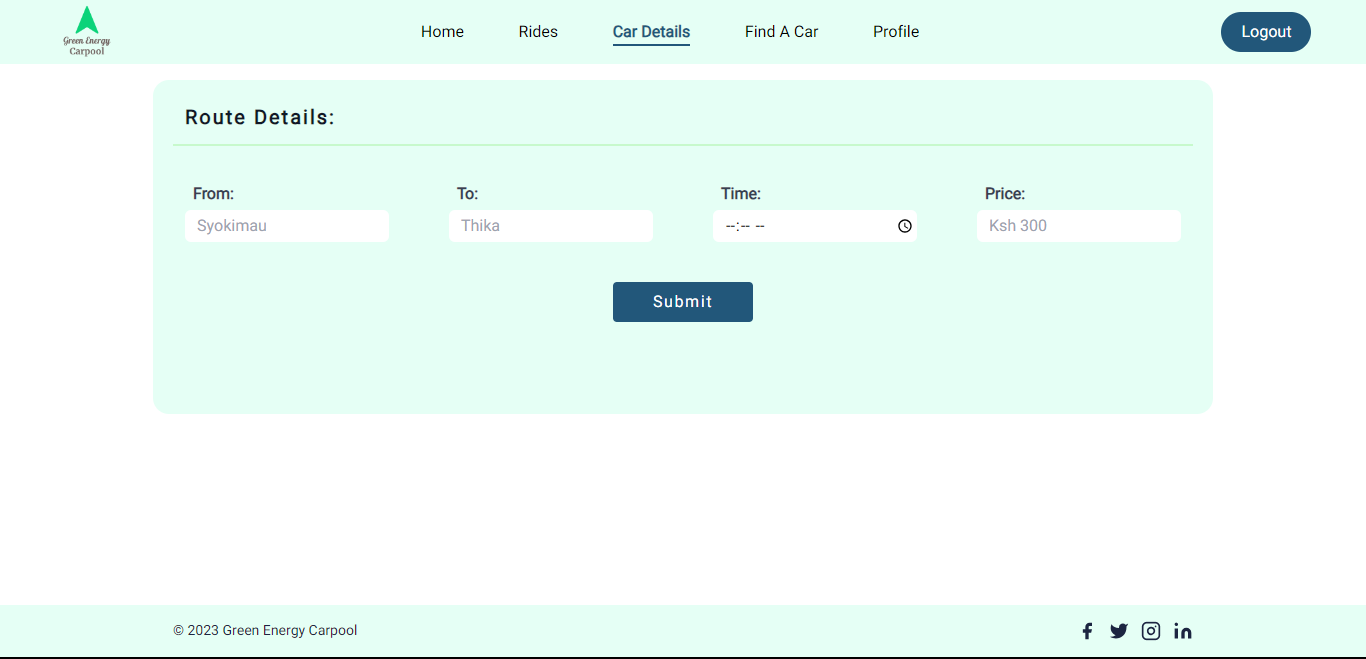 Green Energy
Carpool
Home Rides Car Details Find A Car Profile Logout
Route Details:
From: To: Time: Price:
Syokimau Thika --:-- -- Ksh 300
Submit
© 2023 Green Energy Carpool